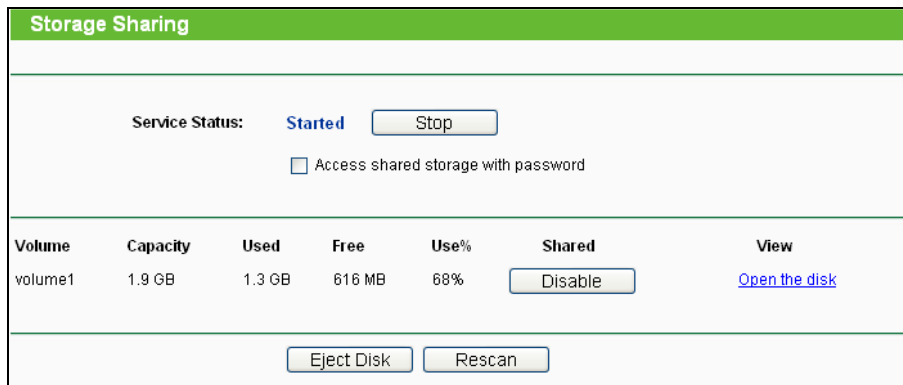 Storage Sharing
Service Status: Started Stop
Access shared storage with password
Volume Capacity Used Free Use% Shared View
volume1 1.9 GB 1.3 GB 616 MB 68% Disable Open the disk
Eject Disk Rescan